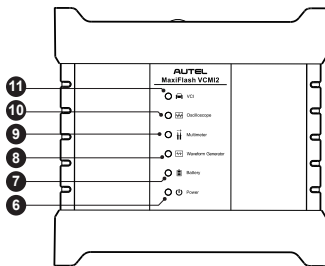 AUTEL
MaxiFlash VCMI2
11 VCI
10 Oscilloscope
9 Multimeter
8 Waveform Generator
7 Battery
6 Power